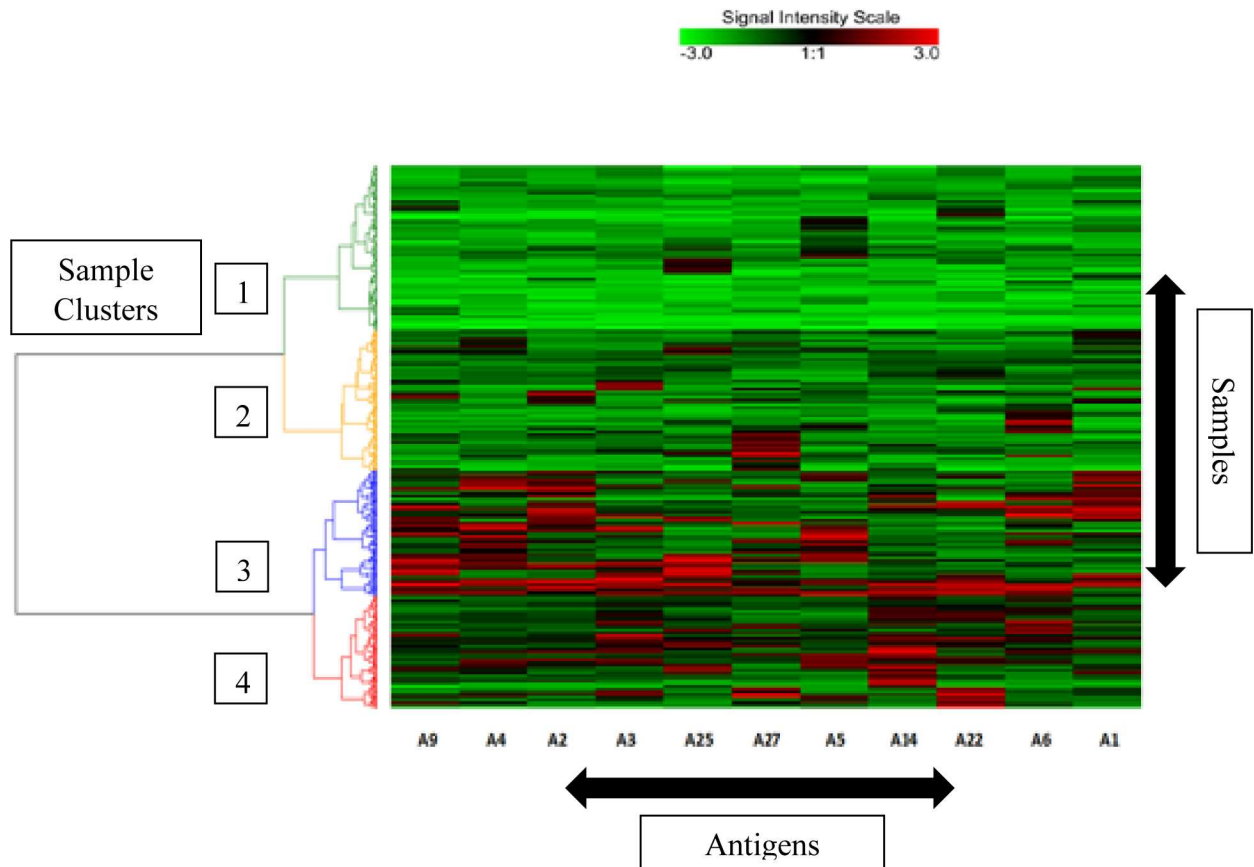 Signal Intensity Scale
-3.0 1:1 3.0
Sample
Clusters
1
2
3
4
Samples
A9 A4 A2 A3 A25 A27 A5 A14 A22 A6 A1
Antigens